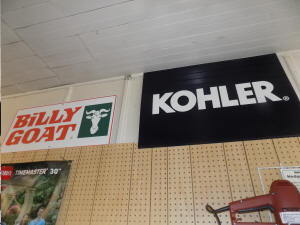 BILLY
GOAT
KOHLER®
TIMEMASTER 30"